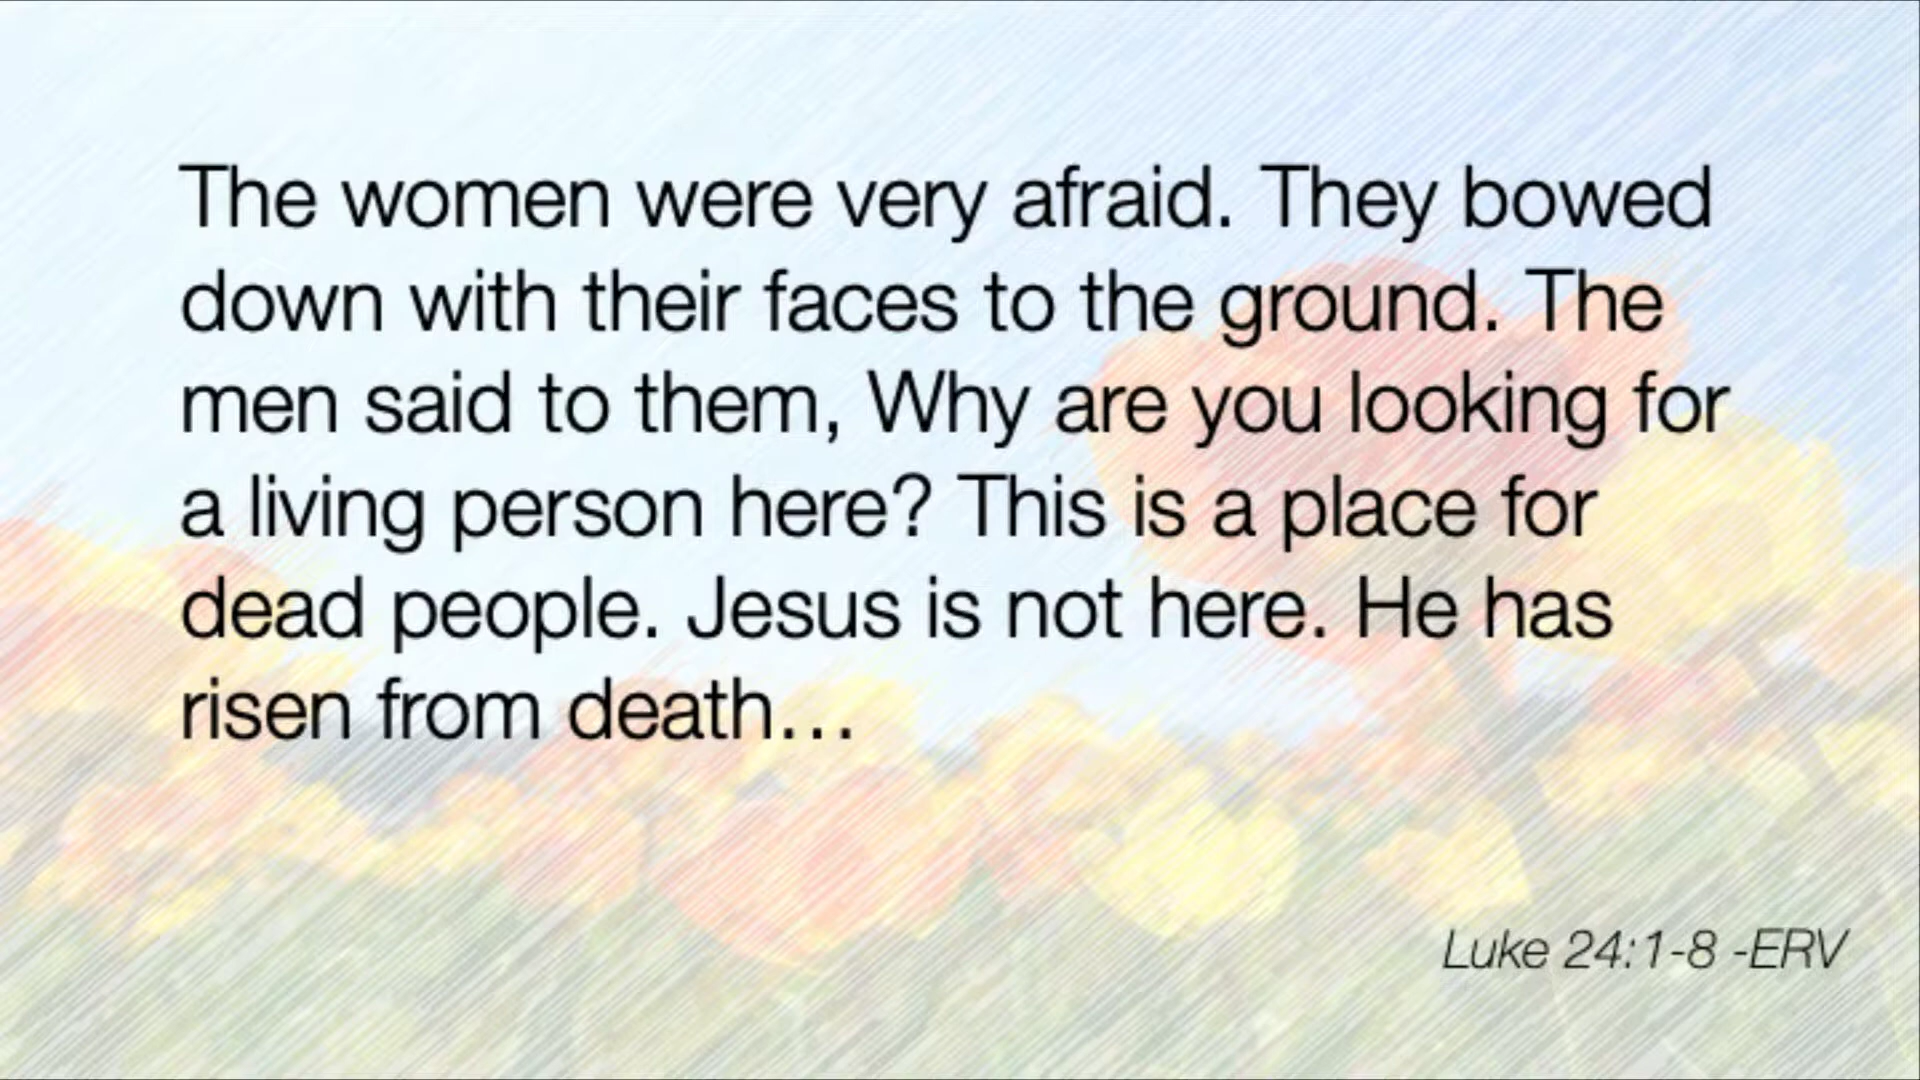 The women were very afraid. They bowed
down with their faces to the ground. The
men said to them, Why are you looking for
a living person here? This is a place for
dead people. Jesus is not here. He has
risen from death…
Luke 24:1-8 -ERV